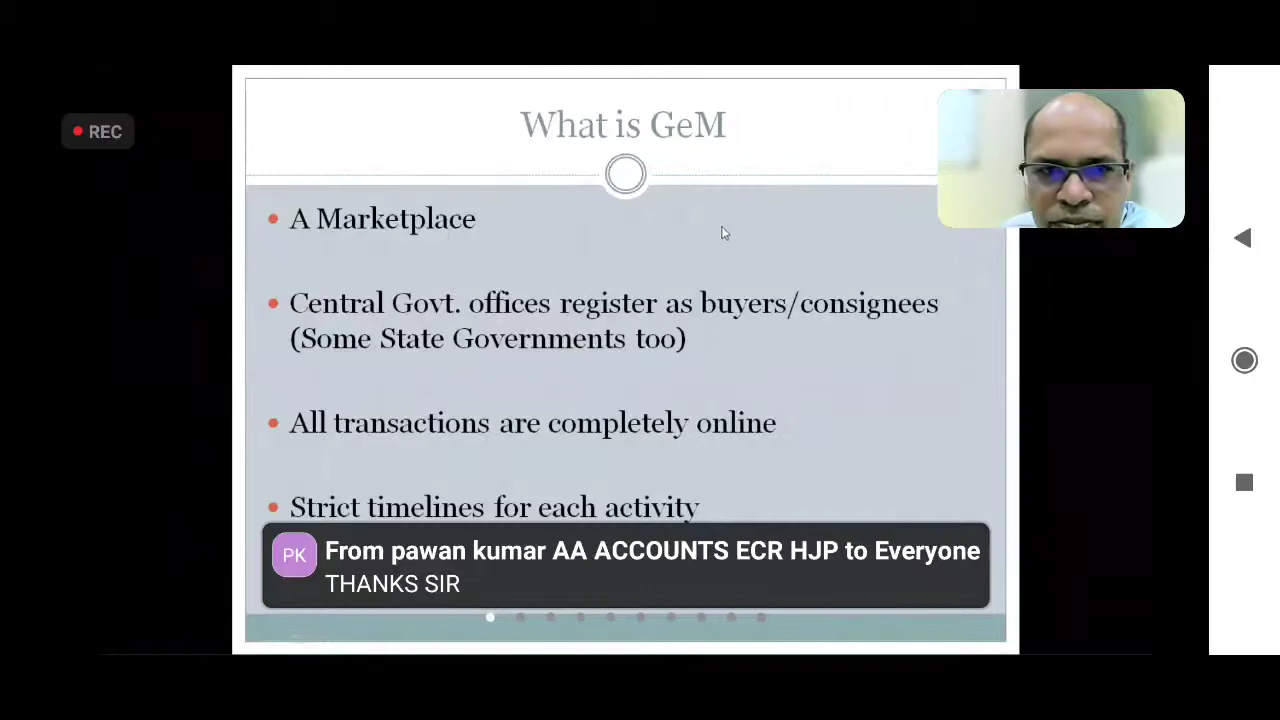 What is GeM
REC
A Marketplace
Central Govt. offices register as buyers/consignees
(Some State Governments too)
All transactions are completely online
Strict timelines for each activity
PK
From pawan kumar AA ACCOUNTS ECR HJP to Everyone
THANKS SIR